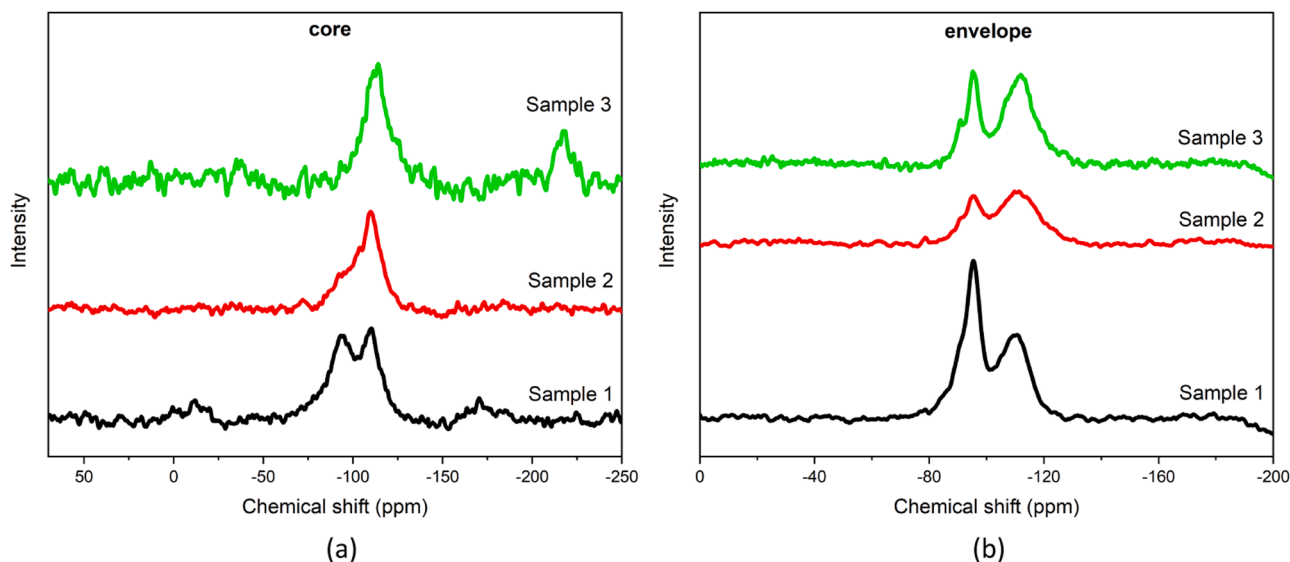 core
Sample 3
Sample 2
Sample 1
Intensity
50 0 -50 -100 -150 -200 -250
Chemical shift (ppm)
(a)
envelope
Sample 3
Sample 2
Sample 1
Intensity
0 -40 -80 -120 -160 -200
Chemical shift (ppm)
(b)